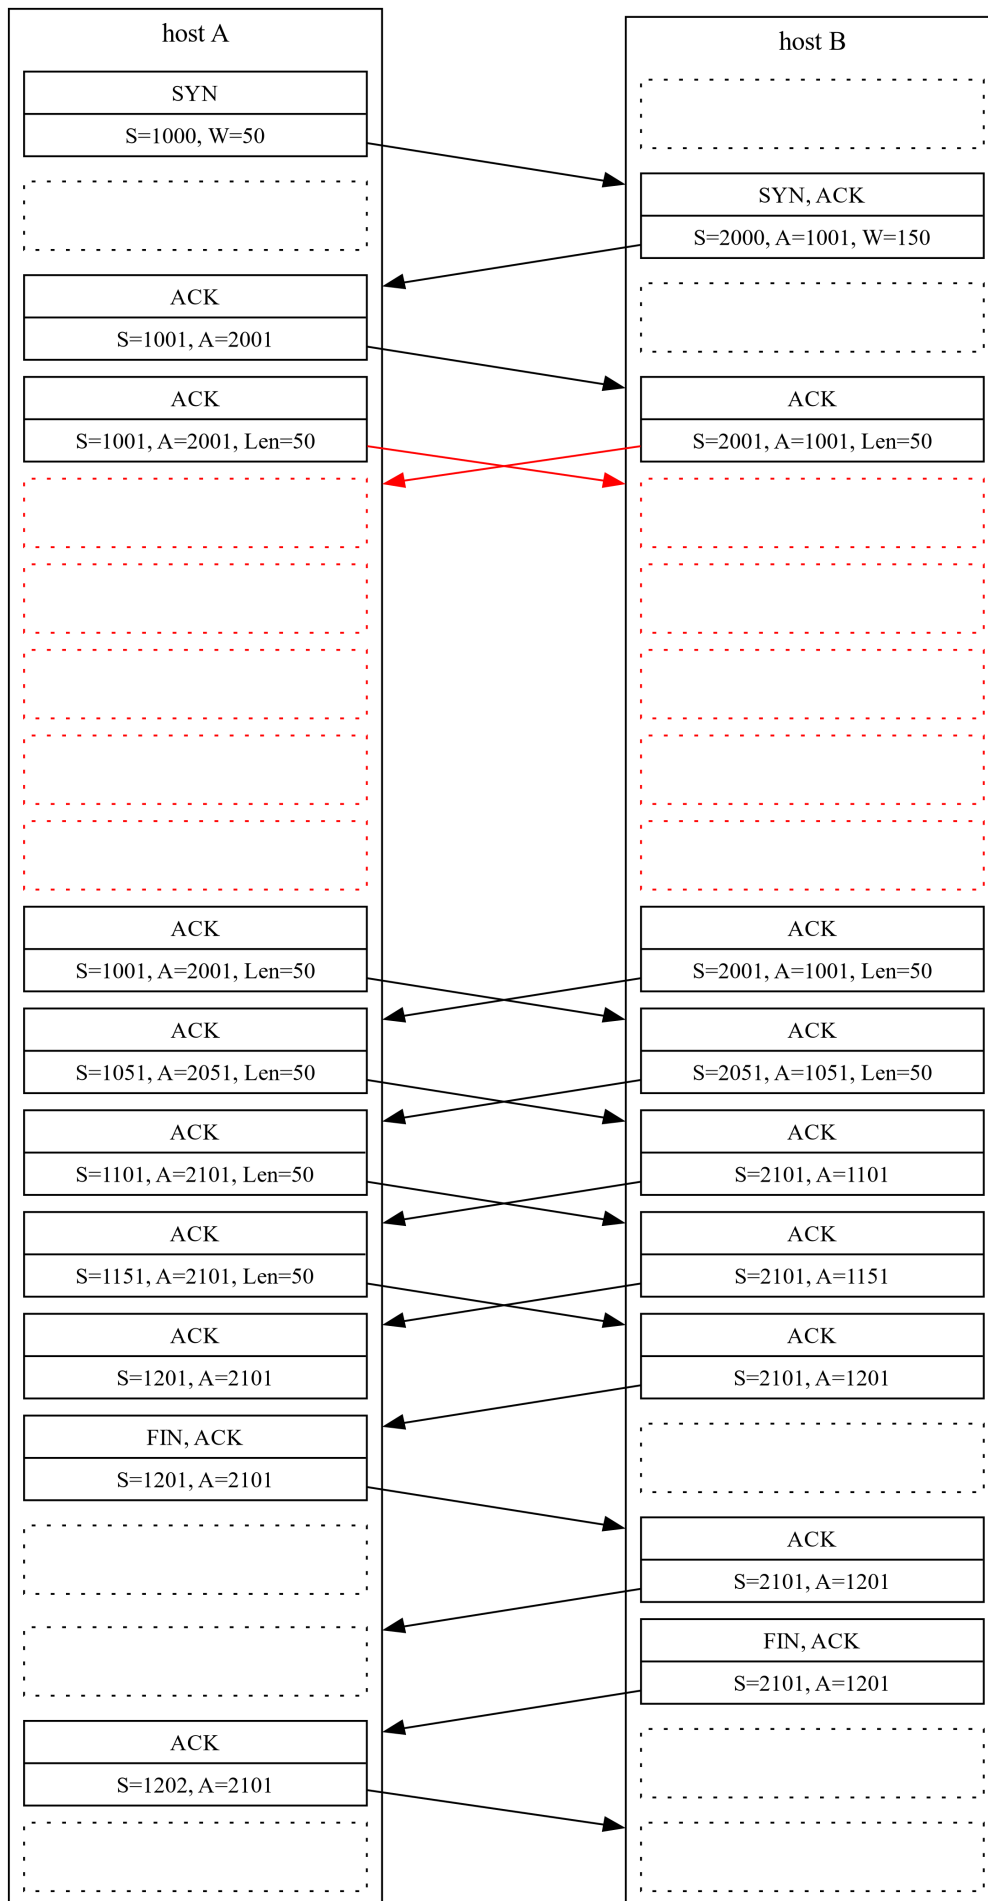 host A
host B
SYN
S=1000, W=50
SYN, ACK
S=2000, A=1001, W=150
ACK
S=1001, A=2001
ACK
S=1001, A=2001, Len=50
ACK
S=2001, A=1001, Len=50
ACK
S=1001, A=2001, Len=50
ACK
S=2001, A=1001, Len=50
ACK
S=1051, A=2051, Len=50
ACK
S=2051, A=1051, Len=50
ACK
S=1101, A=2101, Len=50
ACK
S=2101, A=1101
ACK
S=1151, A=2101, Len=50
ACK
S=2101, A=1151
ACK
S=1201, A=2101
ACK
S=2101, A=1201
FIN, ACK
S=1201, A=2101
ACK
S=2101, A=1201
FIN, ACK
S=2101, A=1201
ACK
S=1202, A=2101